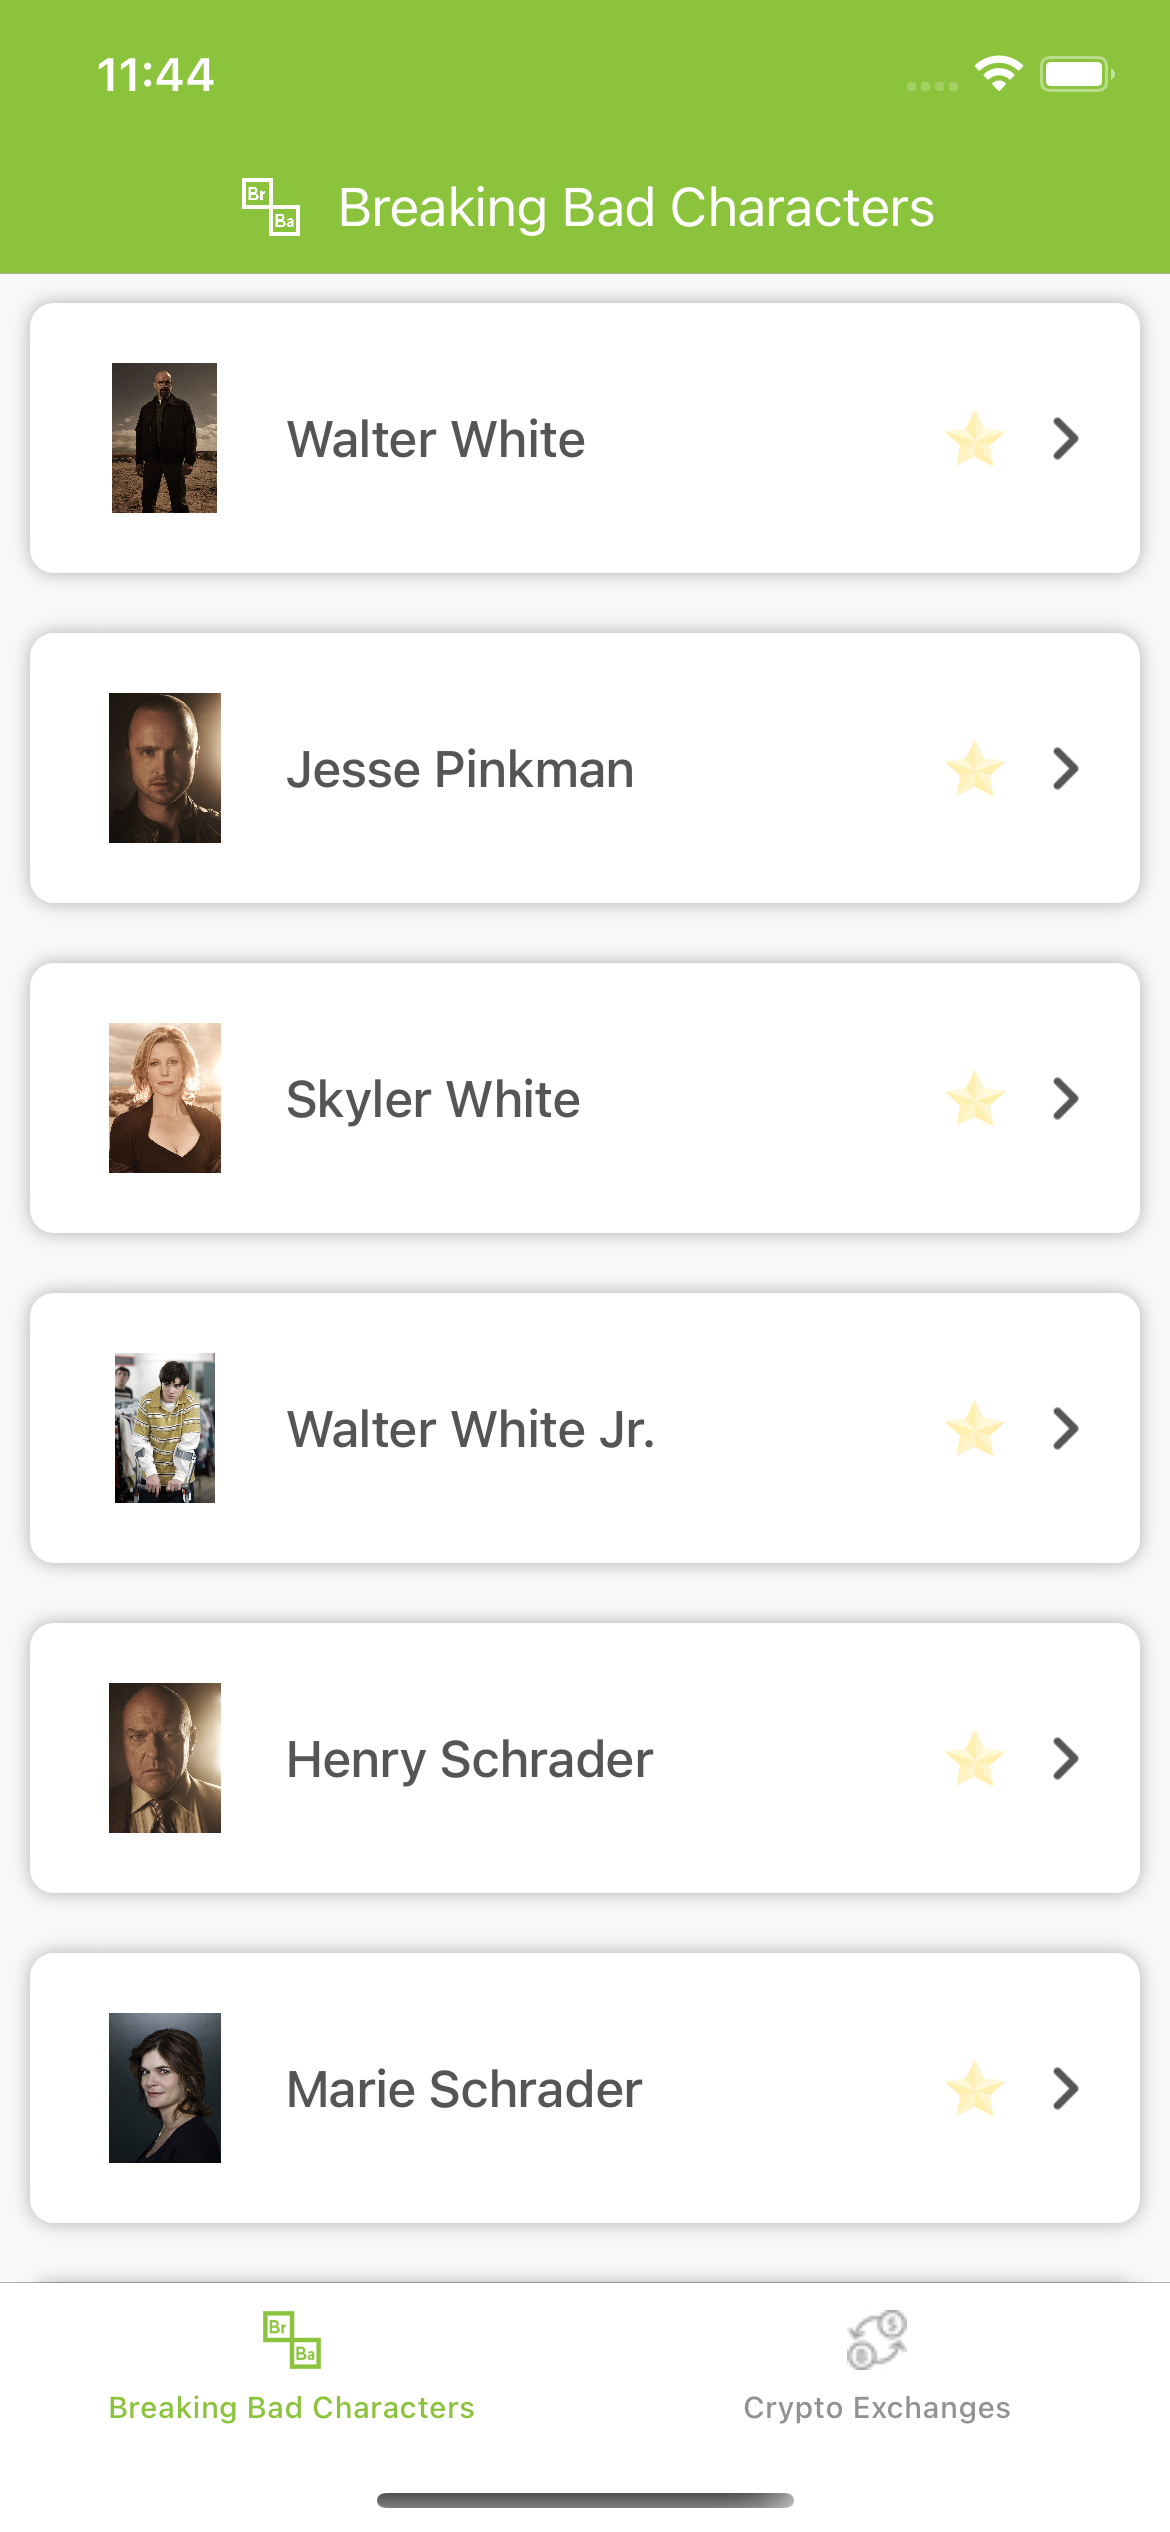 11:44
Br
Ba
Breaking Bad Characters
Walter White
Jesse Pinkman
Skyler White
Walter White Jr.
Henry Schrader
Marie Schrader
Br
Ba
Breaking Bad Characters
Crypto Exchanges